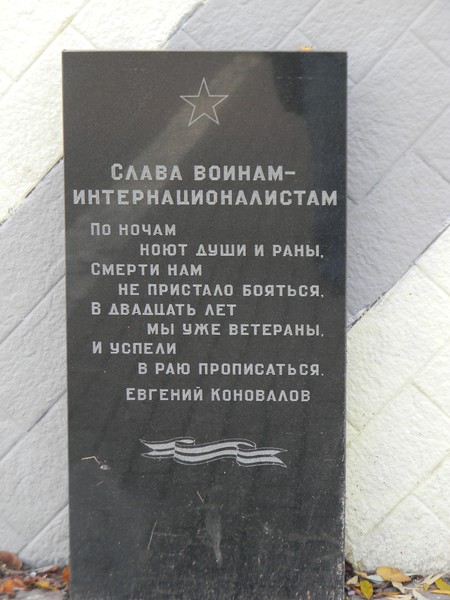 Слава воинам-
интернационалистам
По ночам
ноют души и раны,
Смерти нам
не пристало бояться,
В двадцать лет
мы уже ветераны,
И успели
в раю прописаться.
Евгений Коновалов